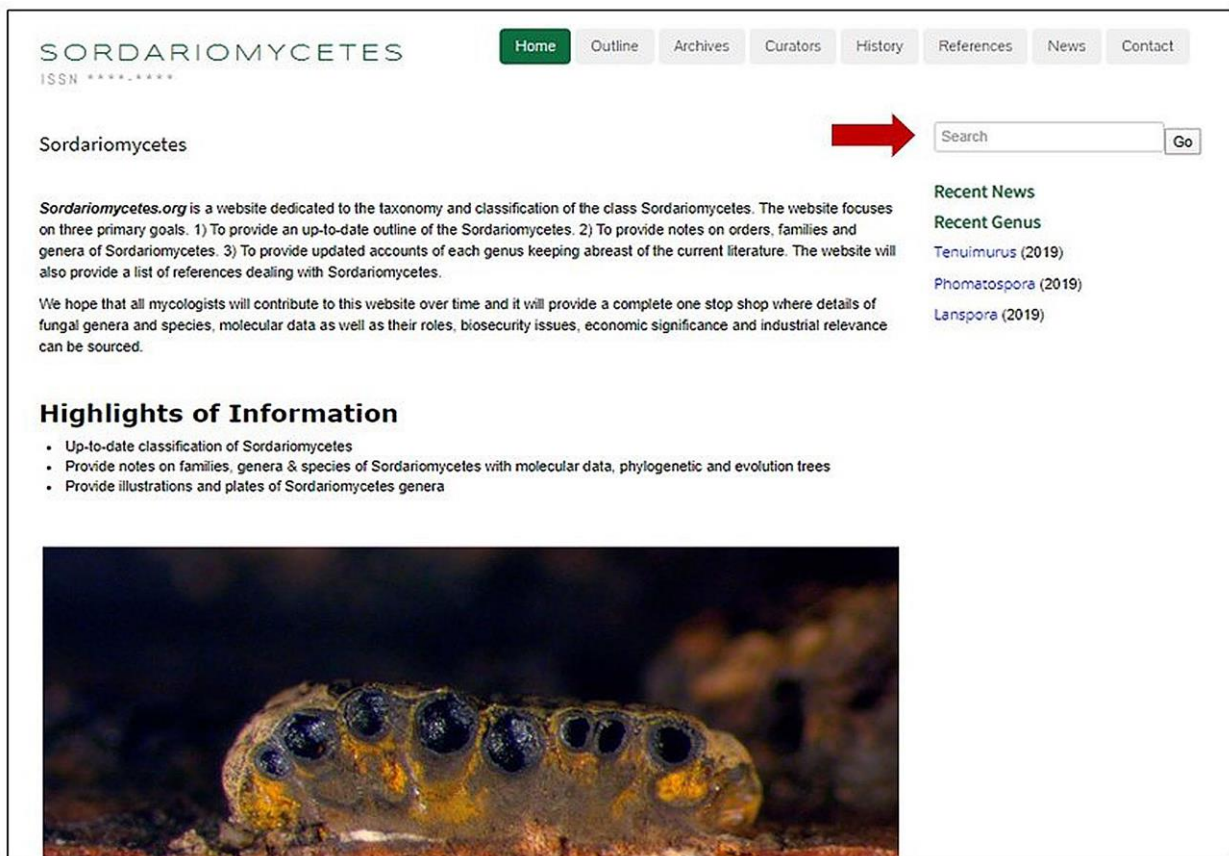 SORDARIOMYCETES
ISSN ****-****
Home Outline Archives Curators History References News Contact
Sordariomycetes
Search Go
Sordariomycetes.org is a website dedicated to the taxonomy and classification of the class Sordariomycetes. The website focuses
on three primary goals. 1) To provide an up-to-date outline of the Sordariomycetes. 2) To provide notes on orders, families and
genera of Sordariomycetes. 3) To provide updated accounts of each genus keeping abreast of the current literature. The website will
also provide a list of references dealing with Sordariomycetes.
We hope that all mycologists will contribute to this website over time and it will provide a complete one stop shop where details of
fungal genera and species, molecular data as well as their roles, biosecurity issues, economic significance and industrial relevance
can be sourced.
Recent News
Recent Genus
Tenuimurus (2019)
Phomatospora (2019)
Lanspora (2019)
Highlights of Information
• Up-to-date classification of Sordariomycetes
• Provide notes on families, genera & species of Sordariomycetes with molecular data, phylogenetic and evolution trees
• Provide illustrations and plates of Sordariomycetes genera